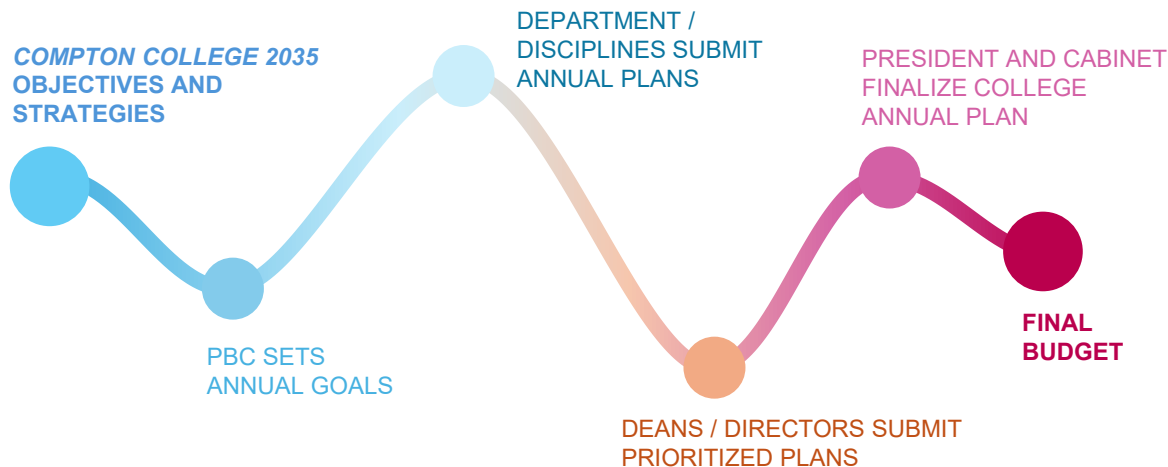 COMPTON COLLEGE 2035
OBJECTIVES AND
STRATEGIES
PBC SETS
ANNUAL GOALS
DEPARTMENT /
DISCIPLINES SUBMIT
ANNUAL PLANS
DEANS / DIRECTORS SUBMIT
PRIORITIZED PLANS
PRESIDENT AND CABINET
FINALIZE COLLEGE
ANNUAL PLAN
FINAL
BUDGET